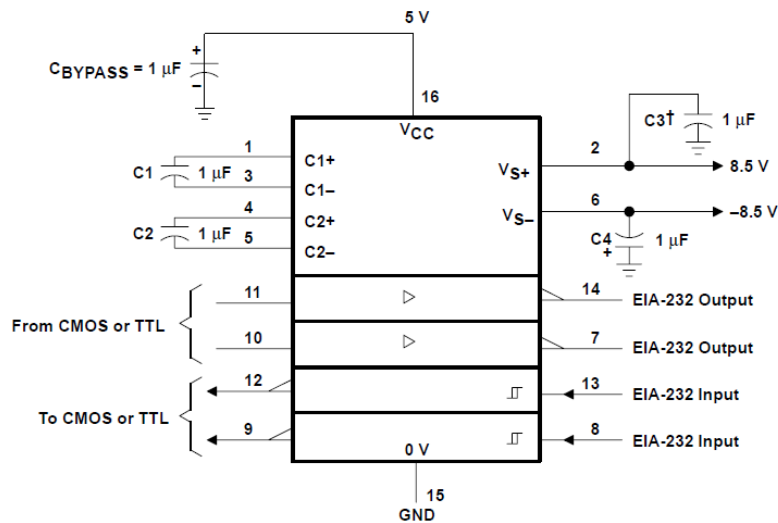 5 V
+
CBYPASS = 1 µF
–
16
VCC
C3† 1 µF
1
C1+
2
VS+
8.5 V
C1 1 µF
3
C1–
4
C2+
6
VS–
–8.5 V
C2 1 µF
5
C2–
C4 1 µF
+
11
14
EIA-232 Output
From CMOS or TTL
10
7
EIA-232 Output
12
13
EIA-232 Input
To CMOS or TTL
9
8
EIA-232 Input
0 V
15
GND